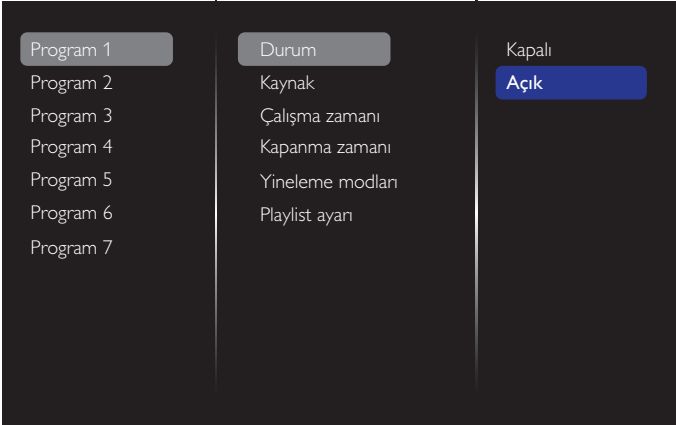 Program 1
Program 2
Program 3
Program 4
Program 5
Program 6
Program 7
Durum
Kaynak
Çalışma zamanı
Kapanma zamanı
Yineleme modları
Playlist ayarı
Kapalı
Açık